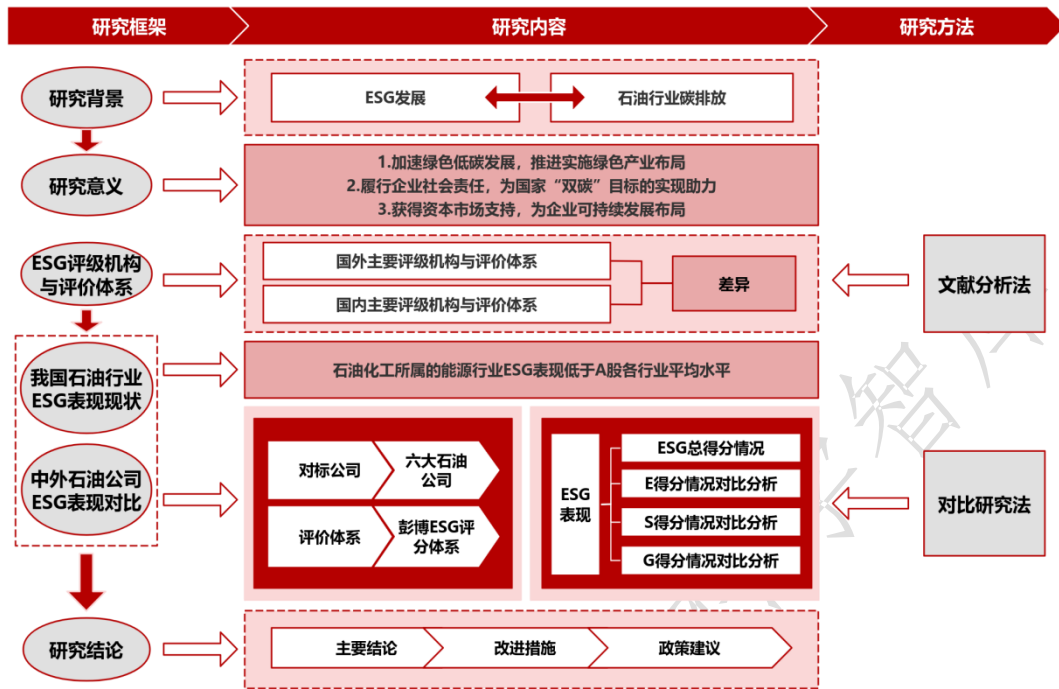 研究框架
研究内容
研究方法
研究背景
ESG发展
石油行业碳排放
研究意义
1.加速绿色低碳发展，推进实施绿色产业布局
2.履行企业社会责任，为国家“双碳”目标的实现助力
3.获得资本市场支持，为企业可持续发展布局
ESG评级机构
与评价体系
国外主要评级机构与评价体系
国内主要评级机构与评价体系
差异
文献分析法
我国石油行业
ESG表现现状
石油化工所属的能源行业ESG表现低于A股各行业平均水平
中外石油公司
ESG表现对比
对标公司
六大石油
公司
评价体系
彭博ESG评
分体系
ESG
表现
ESG总得分情况
E得分情况对比分析
S得分情况对比分析
G得分情况对比分析
对比研究法
研究结论
主要结论
改进措施
政策建议